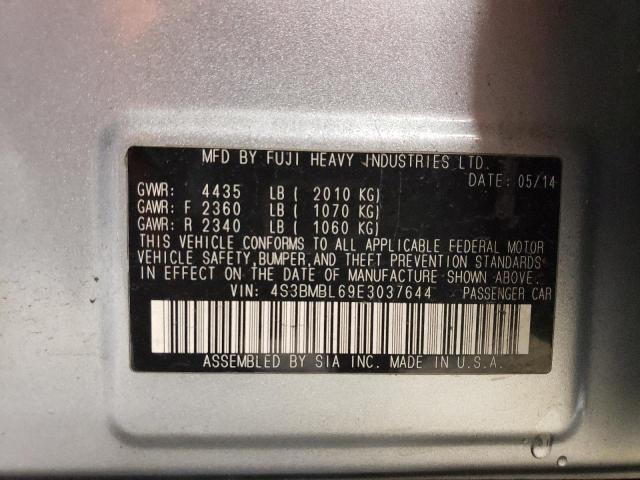 MFD BY FUJI HEAVY INDUSTRIES LTD.
DATE: 05/14
GVWR: 4435 LB ( 2010 KG)
GAWR: F 2360 LB ( 1070 KG)
GAWR: R 2340 LB ( 1060 KG)
THIS VEHICLE CONFORMS TO ALL APPLICABLE FEDERAL MOTOR
VEHICLE SAFETY, BUMPER, AND THEFT PREVENTION STANDARDS
IN EFFECT ON THE DATE OF MANUFACTURE SHOWN ABOVE.
VIN: 4S3BMBL69E3037644 PASSENGER CAR
ASSEMBLED BY SIA INC. MADE IN U.S.A.